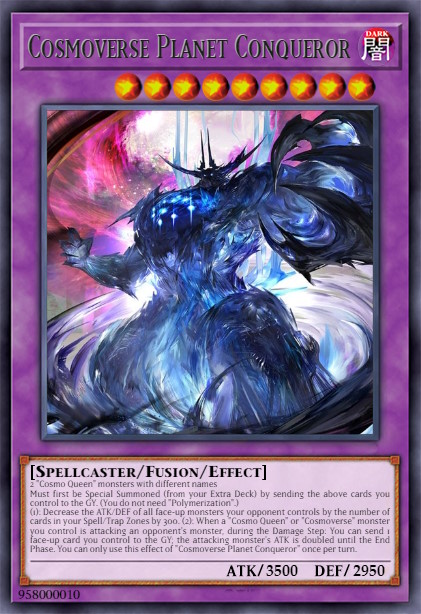 COSMOVERSE PLANET CONQUEROR
DARK
闇
[SPELLCASTER/FUSION/EFFECT]
2 "Cosmo Queen" monsters with different names
Must first be Special Summoned (from your Extra Deck) by sending the above cards you
control to the GY. (You do not need "Polymerization".)
(1): Decrease the ATK/DEF of all face-up monsters your opponent controls by the number of
cards in your Spell/Trap Zones by 300. (2): When a "Cosmo Queen" or "Cosmoverse" monster
you control is attacking an opponent's monster, during the Damage Step: You can send 1
face-up card you control to the GY; the attacking monster's ATK is doubled until the End
Phase. You can only use this effect of "Cosmoverse Planet Conqueror" once per turn.
ATK/3500 DEF/2950
958000010